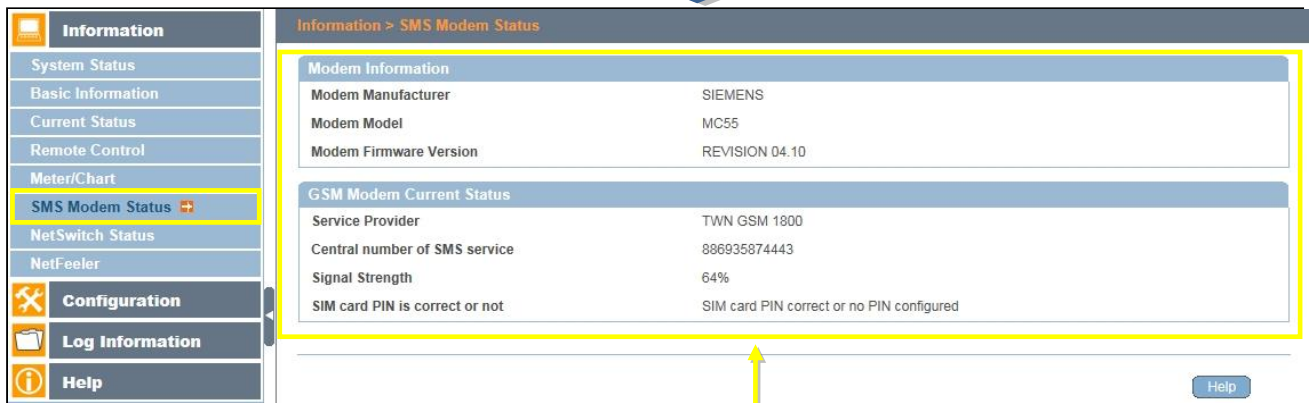 Information
System Status
Basic Information
Current Status
Remote Control
Meter/Chart
SMS Modem Status
NetSwitch Status
NetFeeler
Configuration
Log Information
Help
Information > SMS Modem Status
Modem Information
Modem Manufacturer SIEMENS
Modem Model MC55
Modem Firmware Version REVISION 04.10
GSM Modem Current Status
Service Provider TWN GSM 1800
Central number of SMS service 886935874443
Signal Strength 64%
SIM card PIN is correct or not SIM card PIN correct or no PIN configured
Help